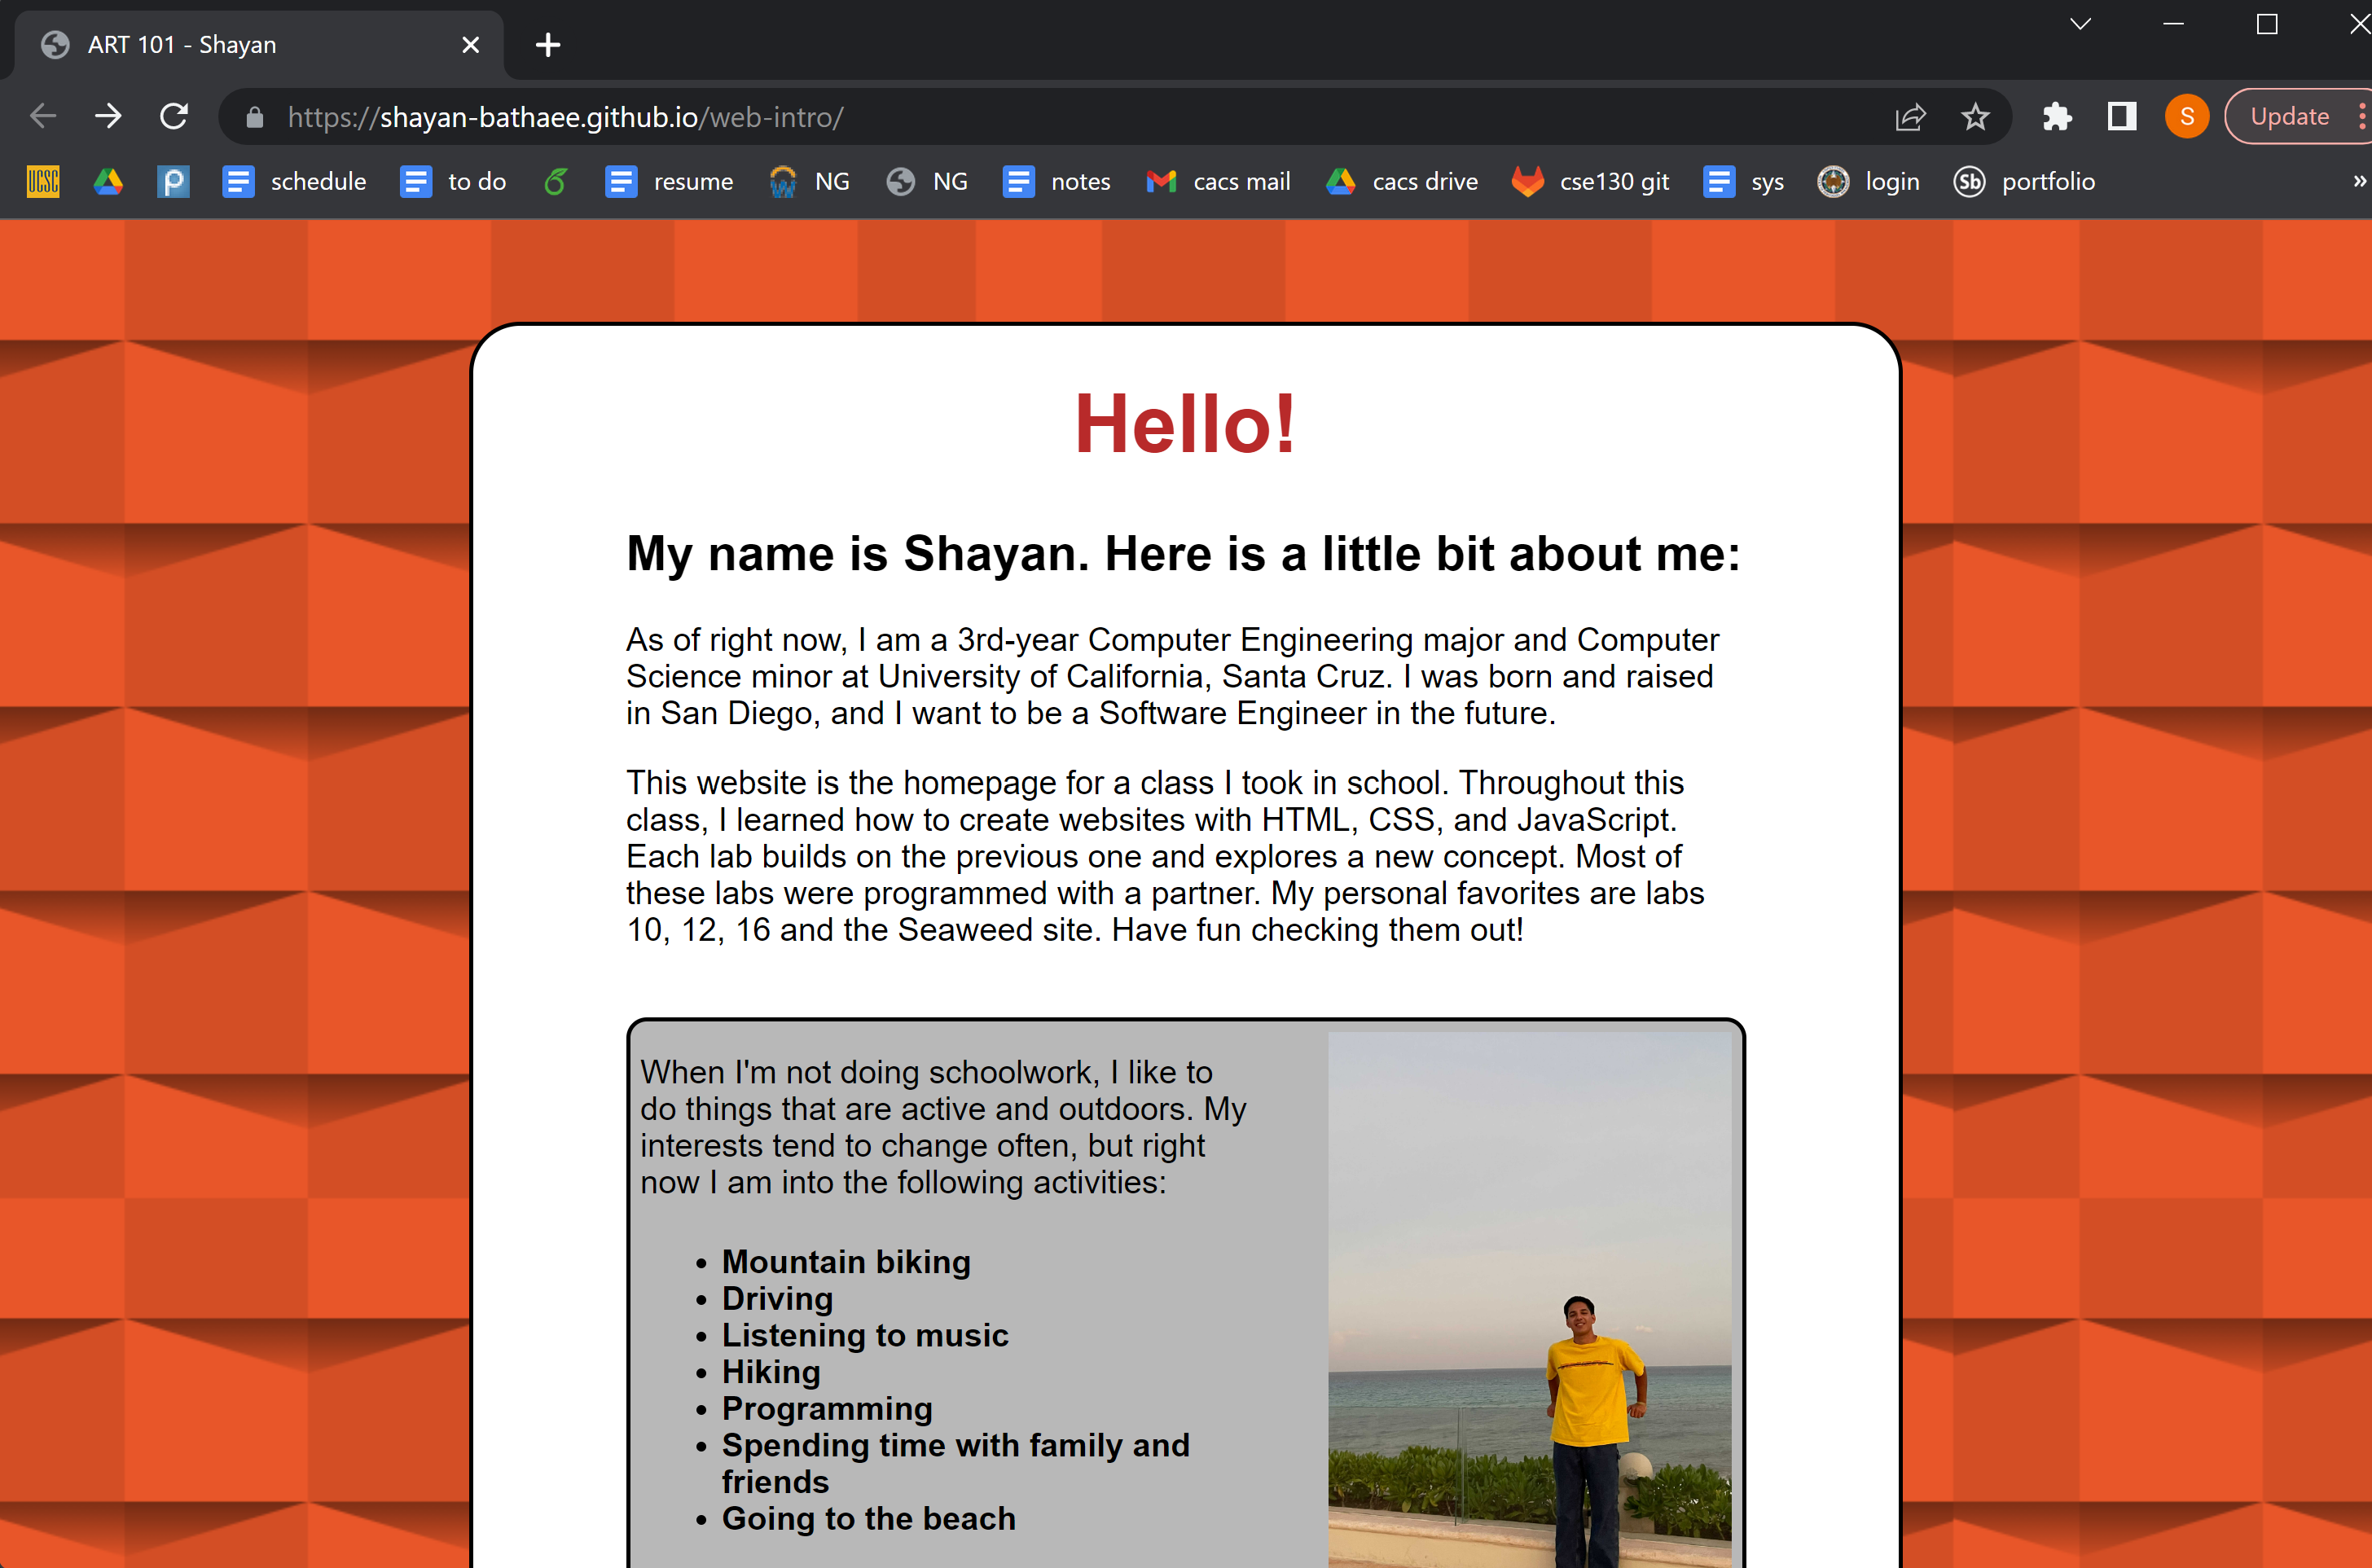 ART 101 - Shayan
https://shayan-bathaee.github.io/web-intro/
S
Update
UCSC
schedule
to do
resume
NG
NG
notes
cacs mail
cacs drive
cse130 git
sys
login
Sb
portfolio
»
Hello!
My name is Shayan. Here is a little bit about me:
As of right now, I am a 3rd-year Computer Engineering major and Computer
Science minor at University of California, Santa Cruz. I was born and raised
in San Diego, and I want to be a Software Engineer in the future.
This website is the homepage for a class I took in school. Throughout this
class, I learned how to create websites with HTML, CSS, and JavaScript.
Each lab builds on the previous one and explores a new concept. Most of
these labs were programmed with a partner. My personal favorites are labs
10, 12, 16 and the Seaweed site. Have fun checking them out!
When I'm not doing schoolwork, I like to
do things that are active and outdoors. My
interests tend to change often, but right
now I am into the following activities:
• Mountain biking
• Driving
• Listening to music
• Hiking
• Programming
• Spending time with family and
friends
• Going to the beach